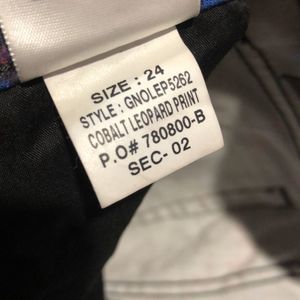 SIZE : 24
STYLE : GNOLEP5262
COBALT LEOPARD PRINT
P.O# 780800-B
SEC- 02